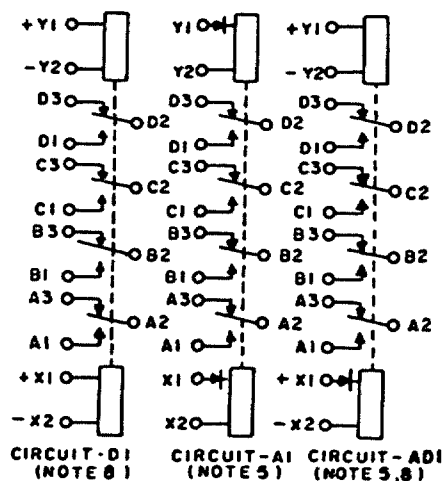 +Y1
-Y2
D3
D2
D1
C3
C2
C1
B3
B2
B1
A3
A2
A1
+X1
-X2
CIRCUIT-D1
(NOTE 8)
Y1
Y2
D3
D2
D1
C3
C2
C1
B3
B2
B1
A3
A2
A1
X1
X2
CIRCUIT-A1
(NOTE 5)
+Y1
-Y2
D3
D2
D1
C3
C2
C1
B3
B2
B1
A3
A2
A1
+X1
-X2
CIRCUIT-AD1
(NOTE 5,8)